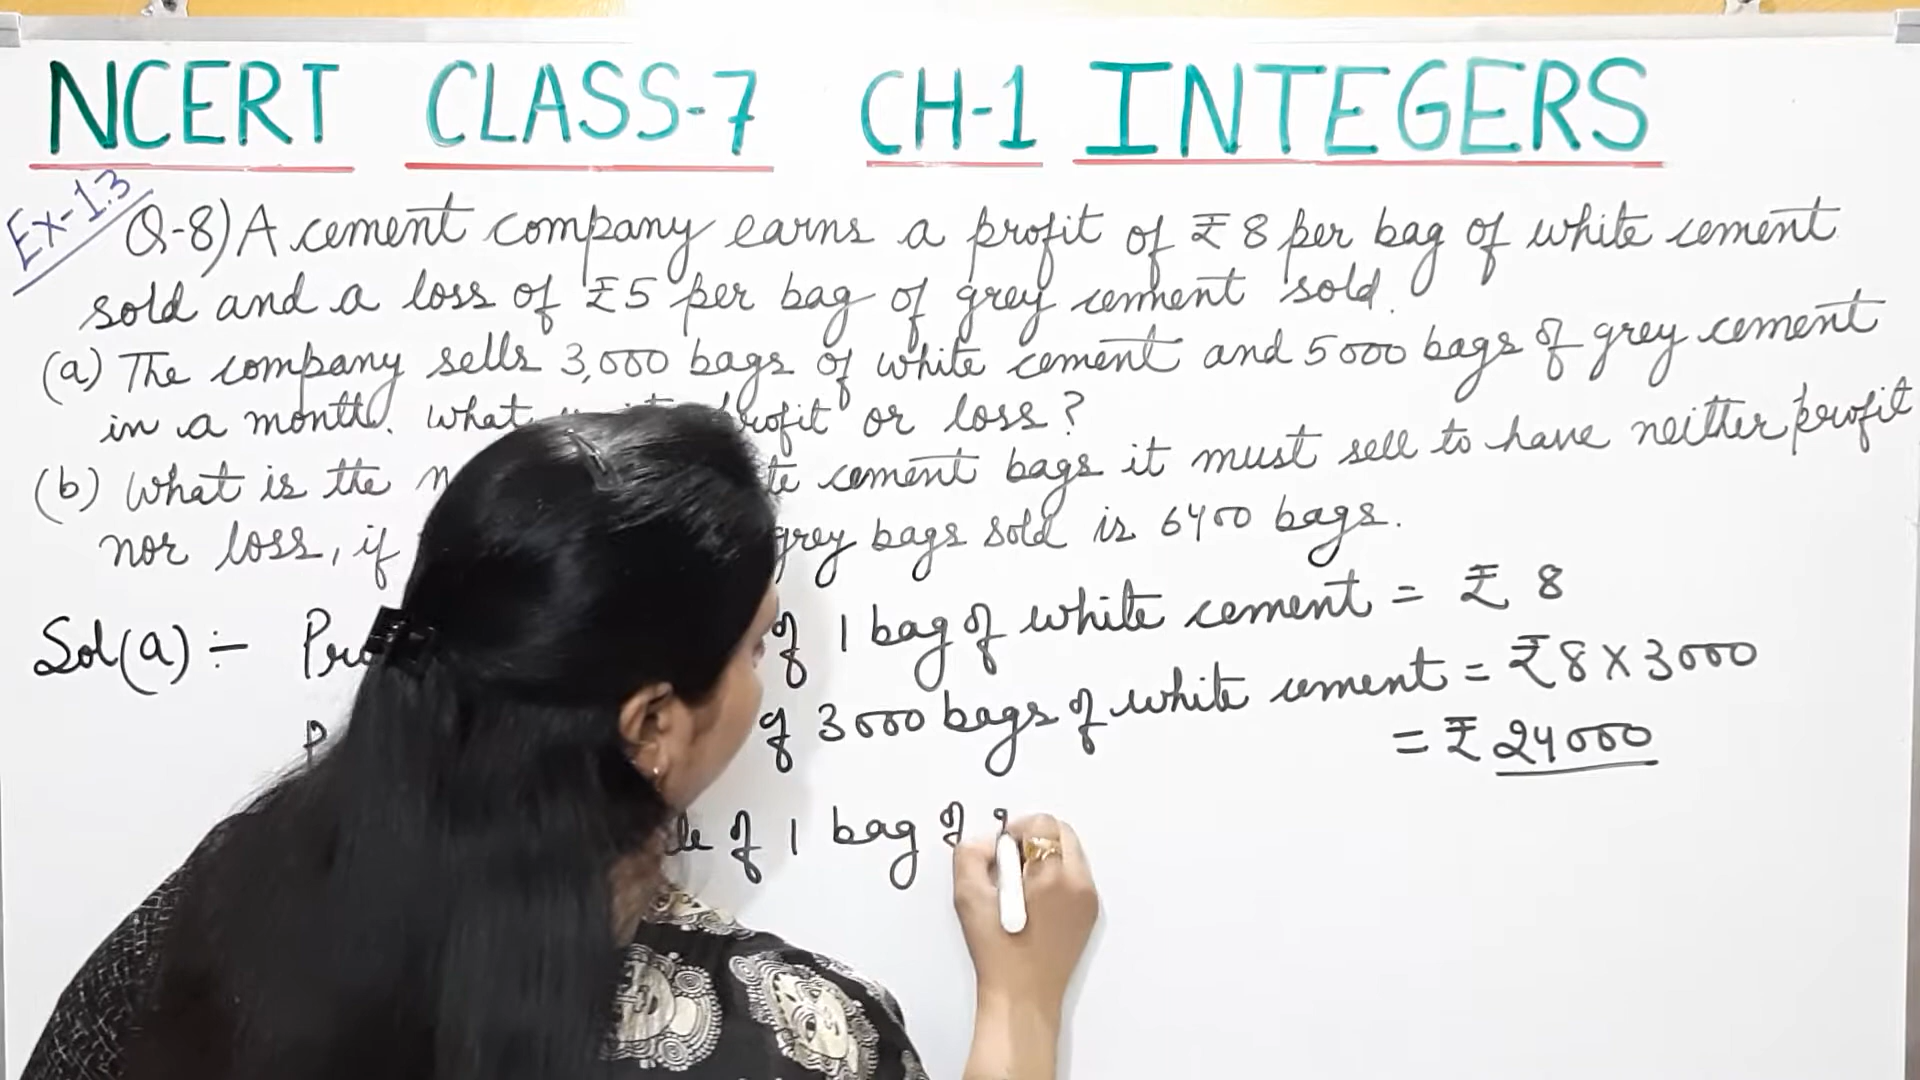 NCERT CLASS-7 CH-1 INTEGERS
Ex-1.3
Q-8) A cement company earns a profit of ₹ 8 per bag of white cement
sold and a loss of ₹5 per bag of grey cement sold.
(a) The company sells 3,000 bags of white cement and 5000 bags of grey cement
in a month. What profit or loss?
(b) What is the cement bags it must sell to have neither profit
nor loss, if grey bags sold is 6400 bags.
Sol(a):- of 1 bag of white cement = ₹ 8
of 3000 bags of white cement = ₹8×3000
= ₹ 24000
of 1 bag of